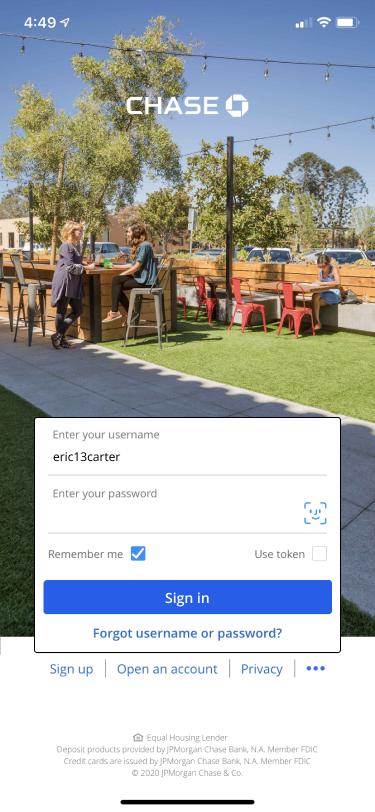 4:49
CHASE
Enter your username
eric13carter
Enter your password
Remember me
Use token
Sign in
Forgot username or password?
Sign up | Open an account | Privacy | •••
Equal Housing Lender
Deposit products provided by JPMorgan Chase Bank, N.A. Member FDIC
Credit cards are issued by JPMorgan Chase Bank, N.A. Member FDIC
© 2020 JPMorgan Chase & Co.